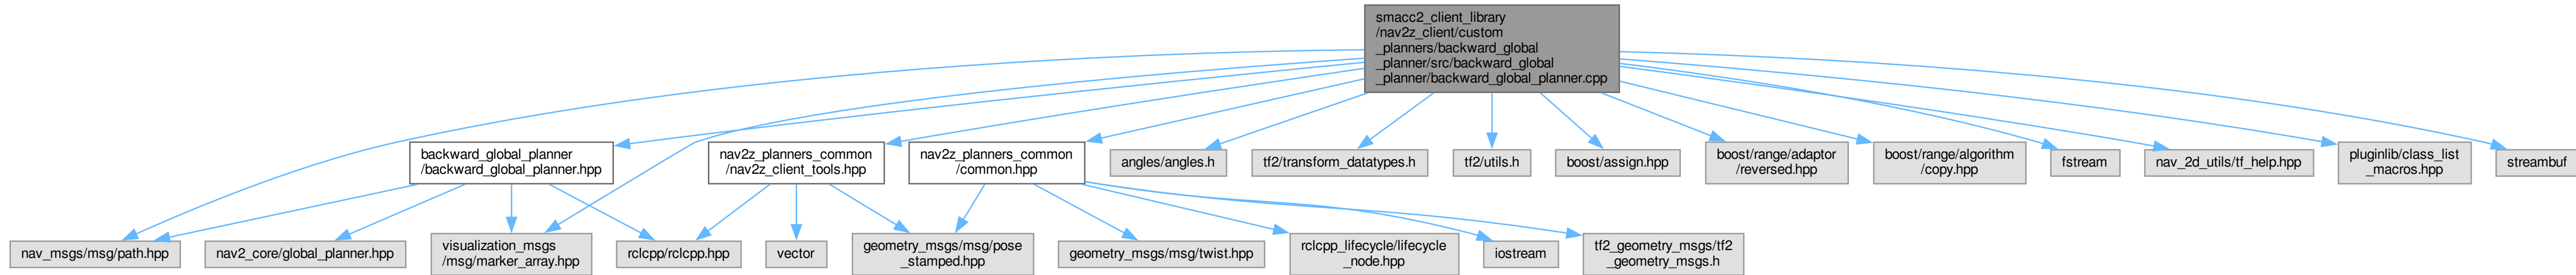 smacc2_client_library
/nav2z_client/custom
_planners/backward_global
_planner/src/backward_global
_planner/backward_global_planner.cpp
backward_global_planner
/backward_global_planner.hpp
nav2z_planners_common
/nav2z_client_tools.hpp
nav2z_planners_common
/common.hpp
angles/angles.h
tf2/transform_datatypes.h
tf2/utils.h
boost/assign.hpp
boost/range/adaptor
/reversed.hpp
boost/range/algorithm
/copy.hpp
fstream
nav_2d_utils/tf_help.hpp
pluginlib/class_list
_macros.hpp
streambuf
nav_msgs/msg/path.hpp
nav2_core/global_planner.hpp
visualization_msgs
/msg/marker_array.hpp
rclcpp/rclcpp.hpp
vector
geometry_msgs/msg/pose
_stamped.hpp
geometry_msgs/msg/twist.hpp
rclcpp_lifecycle/lifecycle
_node.hpp
iostream
tf2_geometry_msgs/tf2
_geometry_msgs.h